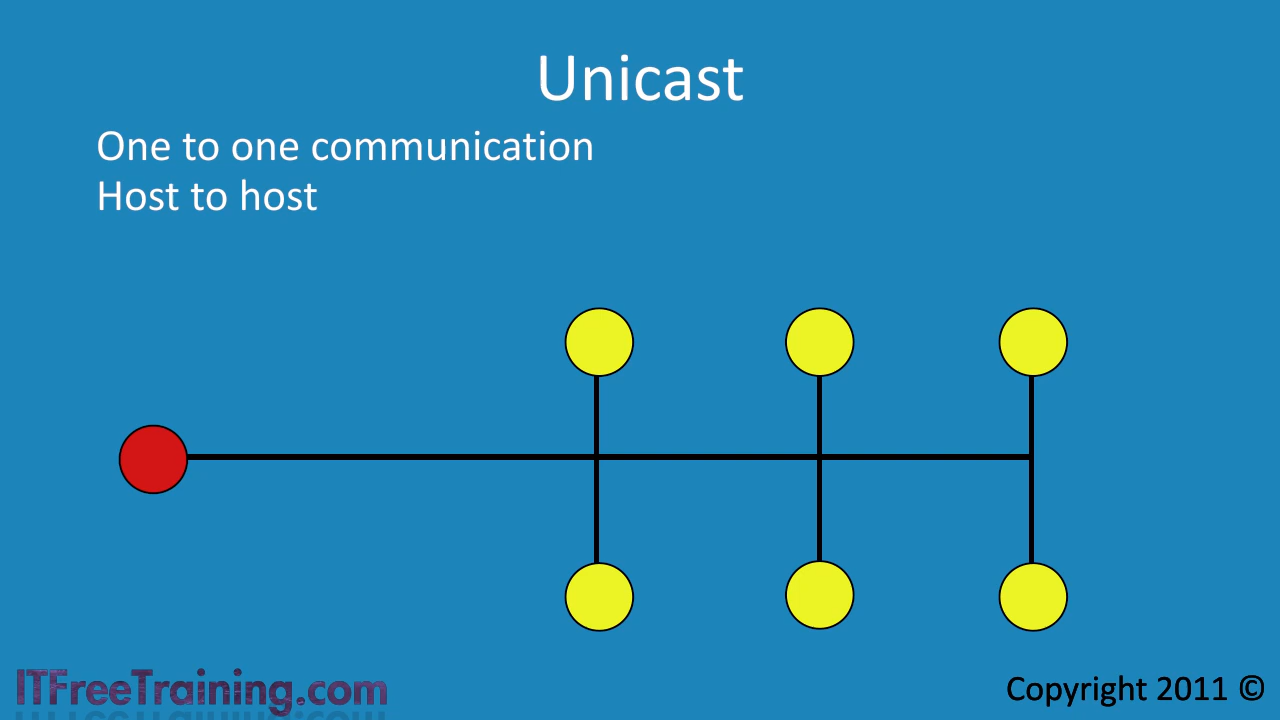 Unicast
One to one communication
Host to host
ITFreeTraining.com
Copyright 2011 ©